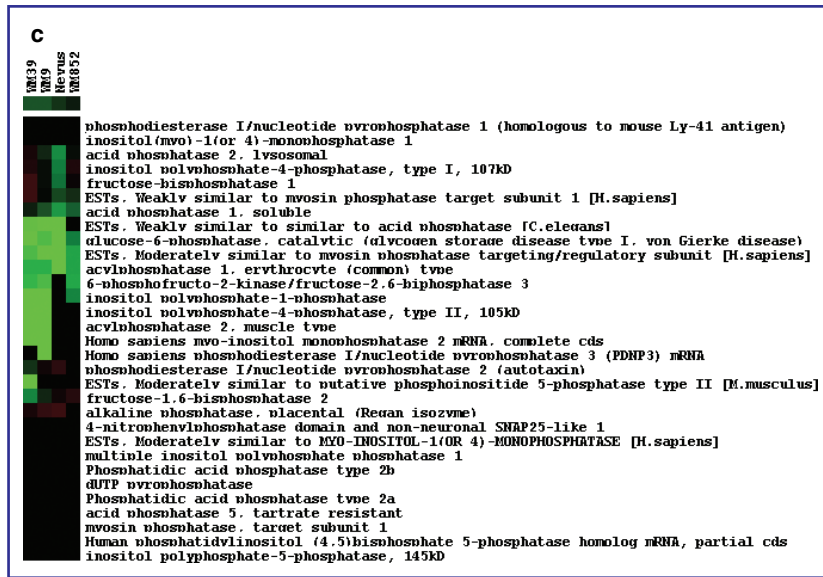 c
WM39
WM9
Nevus
WM852
phosphodiesterase I/nucleotide pyrophosphatase 1 (homologous to mouse Ly-41 antigen)
inositol(myo)-1(or 4)-monophosphatase 1
acid phosphatase 2, lysosomal
inositol polyphosphate-4-phosphatase, type I, 107kD
fructose-bisphosphatase 1
ESTs, Weakly similar to myosin phosphatase target subunit 1 [H.sapiens]
acid phosphatase 1, soluble
ESTs, Weakly similar to similar to acid phosphatase [C.elegans]
glucose-6-phosphatase, catalytic (glycogen storage disease type I, von Gierke disease)
ESTs, Moderately similar to myosin phosphatase targeting/regulatory subunit [H.sapiens]
acylphosphatase 1, erythrocyte (common) type
6-phosphofructo-2-kinase/fructose-2,6-biphosphatase 3
inositol polyphosphate-1-phosphatase
inositol polyphosphate-4-phosphatase, type II, 105kD
acylphosphatase 2, muscle type
Homo sapiens myo-inositol monophosphatase 2 mRNA, complete cds
Homo sapiens phosphodiesterase I/nucleotide pyrophosphatase 3 (PDNP3) mRNA
phosphodiesterase I/nucleotide pyrophosphatase 2 (autotaxin)
ESTs, Moderately similar to putative phosphoinositide 5-phosphatase type II [M.musculus]
fructose-1,6-bisphosphatase 2
alkaline phosphatase, placental (Regan isozyme)
4-nitrophenylphosphatase domain and non-neuronal SNAP25-like 1
ESTs, Moderately similar to MYO-INOSITOL-1(OR 4)-MONOPHOSPHATASE [H.sapiens]
multiple inositol polyphosphate phosphatase 1
Phosphatidic acid phosphatase type 2b
dUTP pyrophosphatase
Phosphatidic acid phosphatase type 2a
acid phosphatase 5, tartrate resistant
myosin phosphatase, target subunit 1
Human phosphatidylinositol (4,5)bisphosphate 5-phosphatase homolog mRNA, partial cds
inositol polyphosphate-5-phosphatase, 145kD